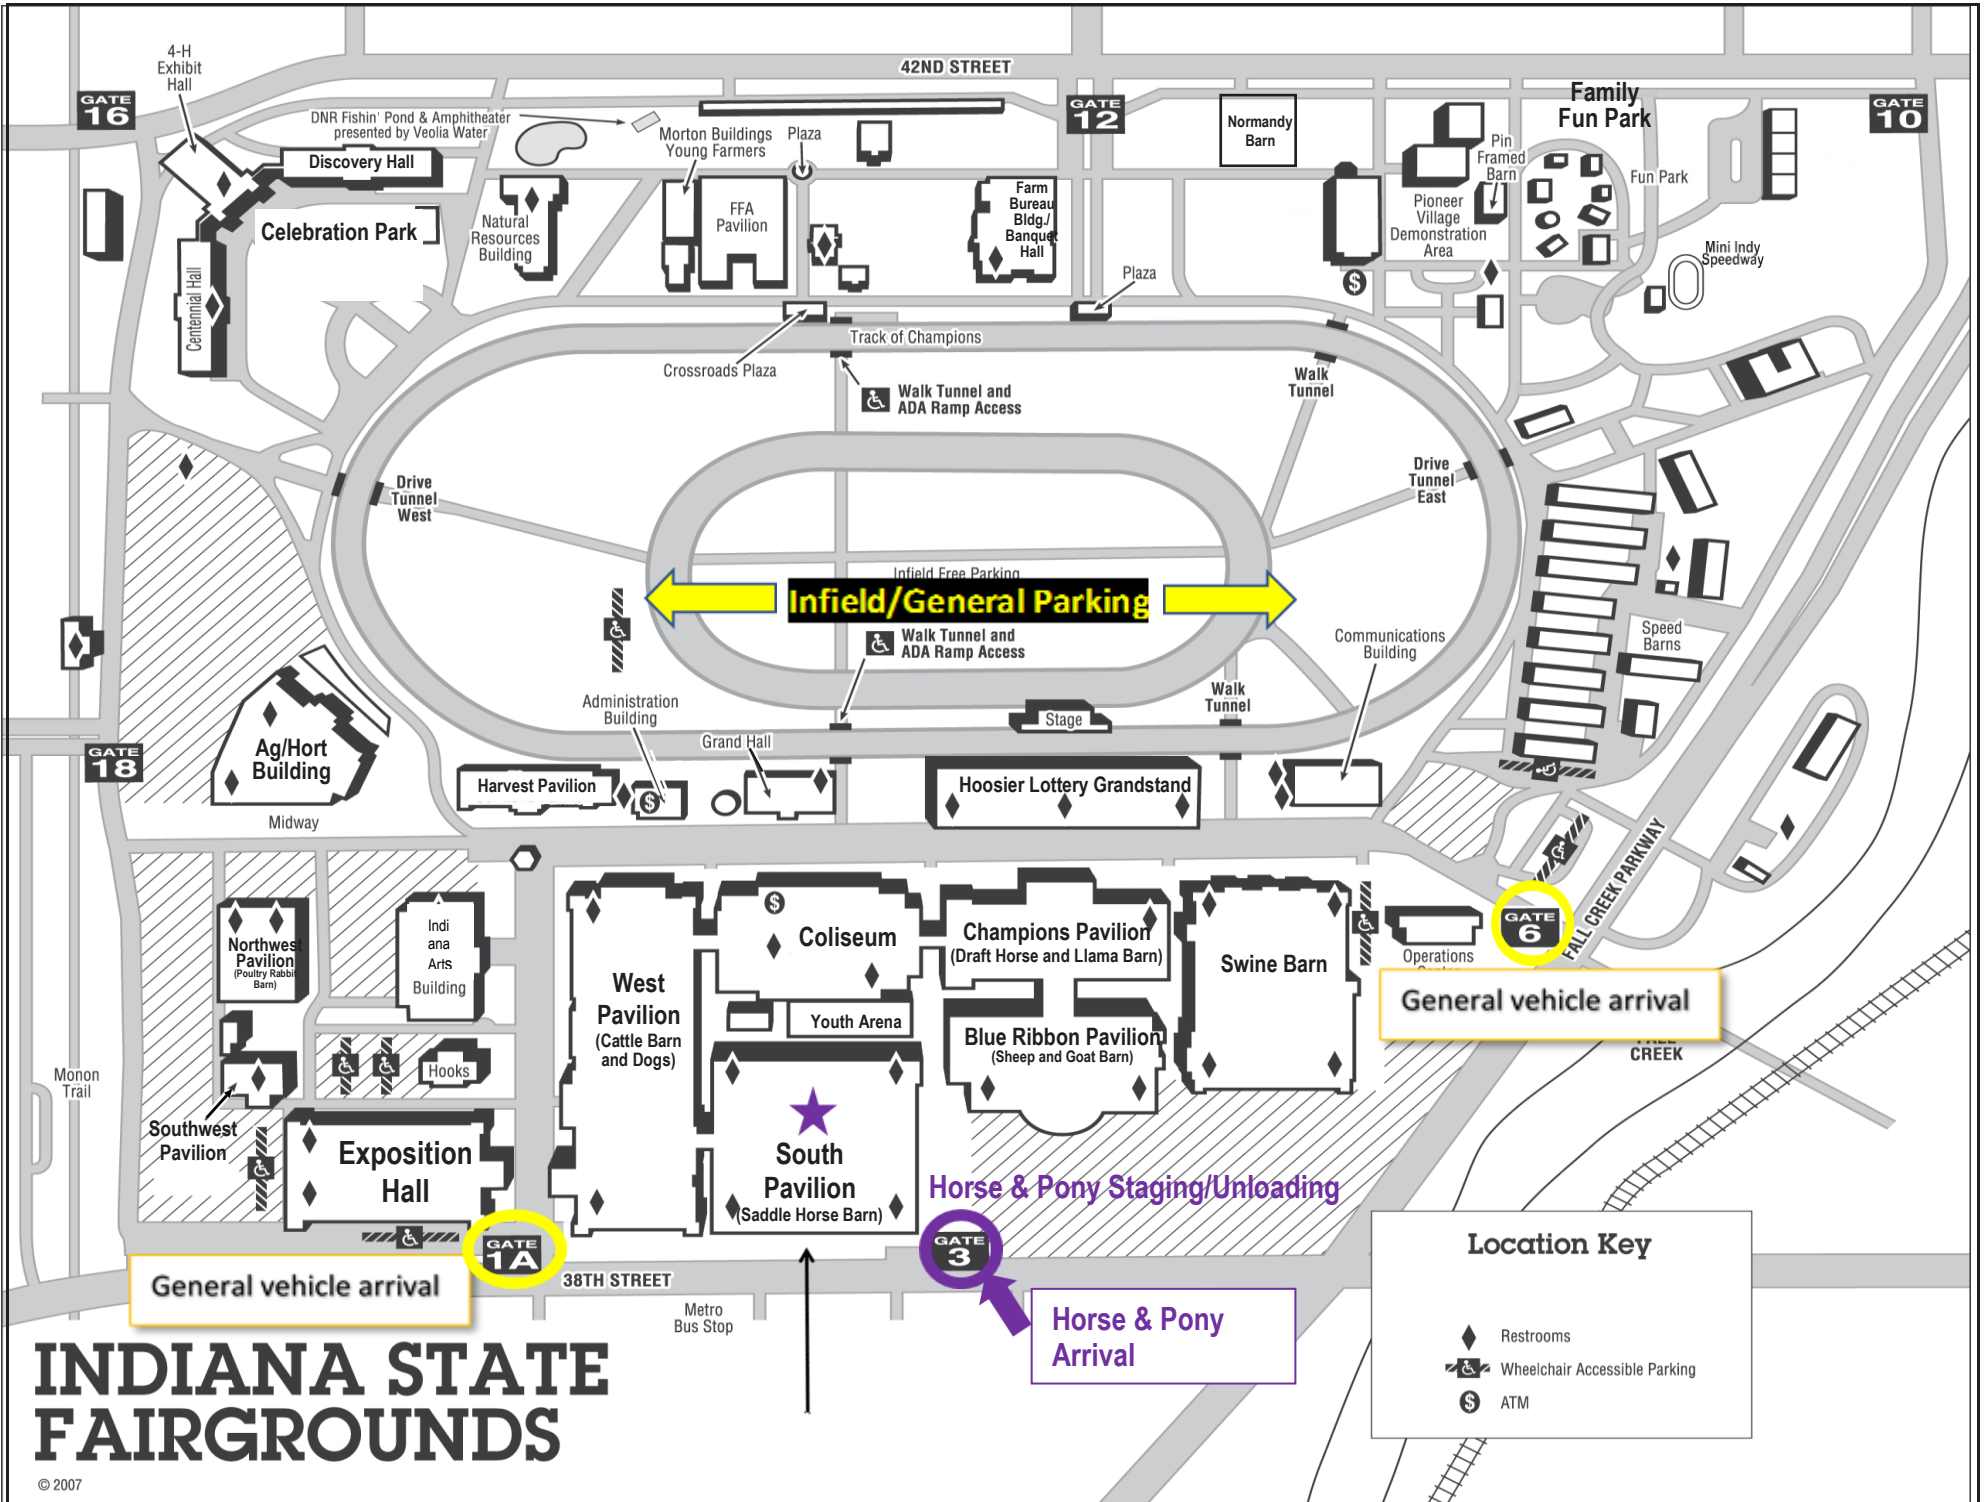 4-H
Exhibit
Hall
GATE
16
42ND STREET
DNR Fishin' Pond & Amphitheater
presented by Veolia Water
Morton Buildings
Young Farmers
Plaza
GATE
12
Normandy
Barn
Family
Fun Park
GATE
10
Pin
Framed
Barn
Fun Park
Discovery Hall
Celebration Park
Natural
Resources
Building
FFA
Pavilion
Farm
Bureau
Bldg./
Banquet
Hall
Pioneer
Village
Demonstration
Area
Mini Indy
Speedway
Plaza
$
Centennial Hall
Track of Champions
Crossroads Plaza
Walk Tunnel and
ADA Ramp Access
Walk
Tunnel
Drive
Tunnel
West
Drive
Tunnel
East
Infield Free Parking
Infield/General Parking
Walk Tunnel and
ADA Ramp Access
Communications
Building
Speed
Barns
Administration
Building
Walk
Tunnel
Stage
Grand Hall
GATE
18
Ag/Hort
Building
Harvest Pavilion
$
Hoosier Lottery Grandstand
Midway
FALL CREEK PARKWAY
Northwest
Pavilion
(Poultry Rabbit
Barn)
Indi
ana
Arts
Building
West
Pavilion
(Cattle Barn
and Dogs)
$
Coliseum
Youth Arena
Champions Pavilion
(Draft Horse and Llama Barn)
Blue Ribbon Pavilion
(Sheep and Goat Barn)
Swine Barn
Operations
GATE
6
General vehicle arrival
FALL
CREEK
Hooks
Monon
Trail
Southwest
Pavilion
Exposition
Hall
South
Pavilion
(Saddle Horse Barn)
Horse & Pony Staging/Unloading
GATE
1A
GATE
3
General vehicle arrival
38TH STREET
Metro
Bus Stop
Horse & Pony
Arrival
Location Key
Restrooms
Wheelchair Accessible Parking
$ ATM
INDIANA STATE
FAIRGROUNDS
© 2007